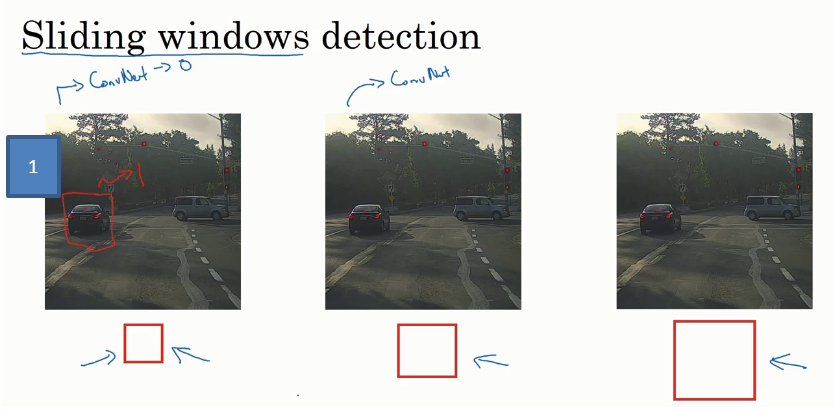 Sliding windows detection
ConvNet → 0
ConvNet
1
→ 1